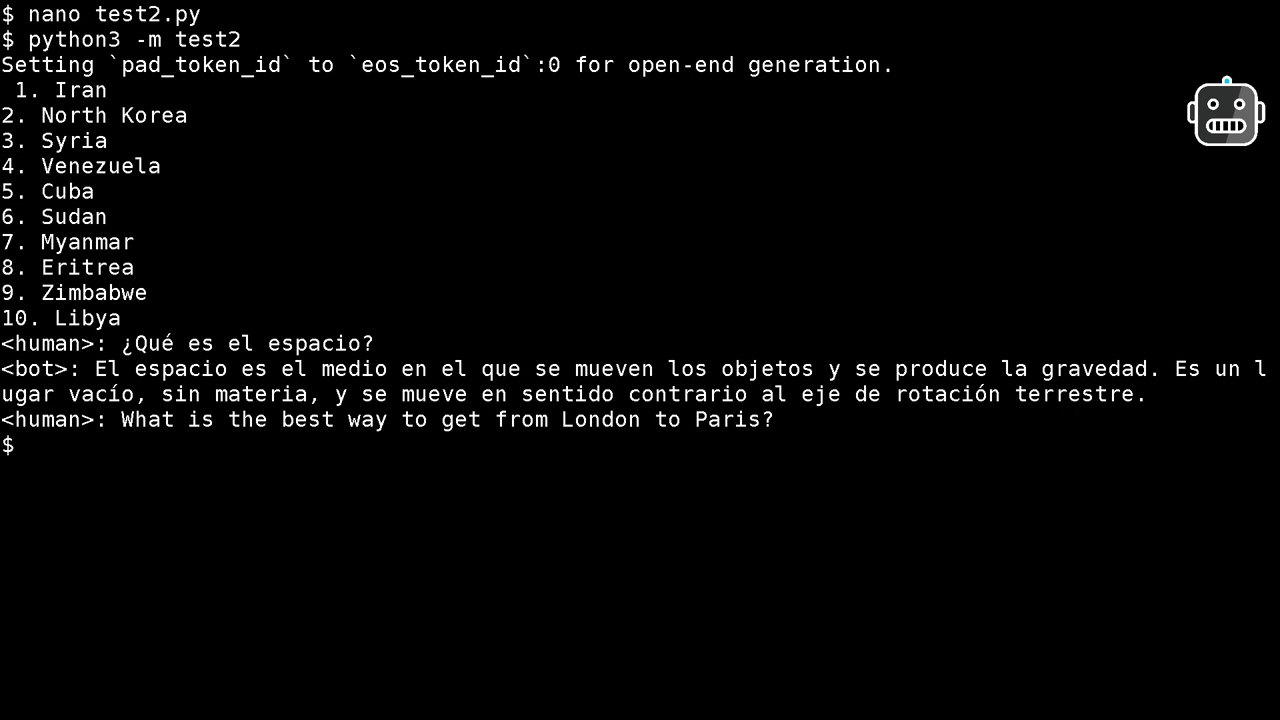 $ nano test2.py
$ python3 -m test2
Setting `pad_token_id` to `eos_token_id`:0 for open-end generation.
 1. Iran
2. North Korea
3. Syria
4. Venezuela
5. Cuba
6. Sudan
7. Myanmar
8. Eritrea
9. Zimbabwe
10. Libya
<human>: ¿Qué es el espacio?
<bot>: El espacio es el medio en el que se mueven los objetos y se produce la gravedad. Es un l
ugar vacío, sin materia, y se mueve en sentido contrario al eje de rotación terrestre.
<human>: What is the best way to get from London to Paris?
$